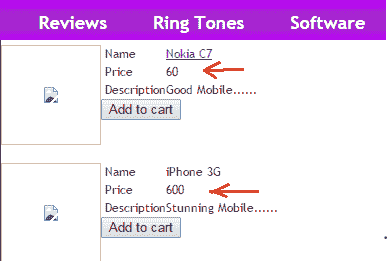 Reviews Ring Tones Software
Name Nokia C7
Price 60
DescriptionGood Mobile......
Add to cart
Name iPhone 3G
Price 600
DescriptionStunning Mobile......
Add to cart